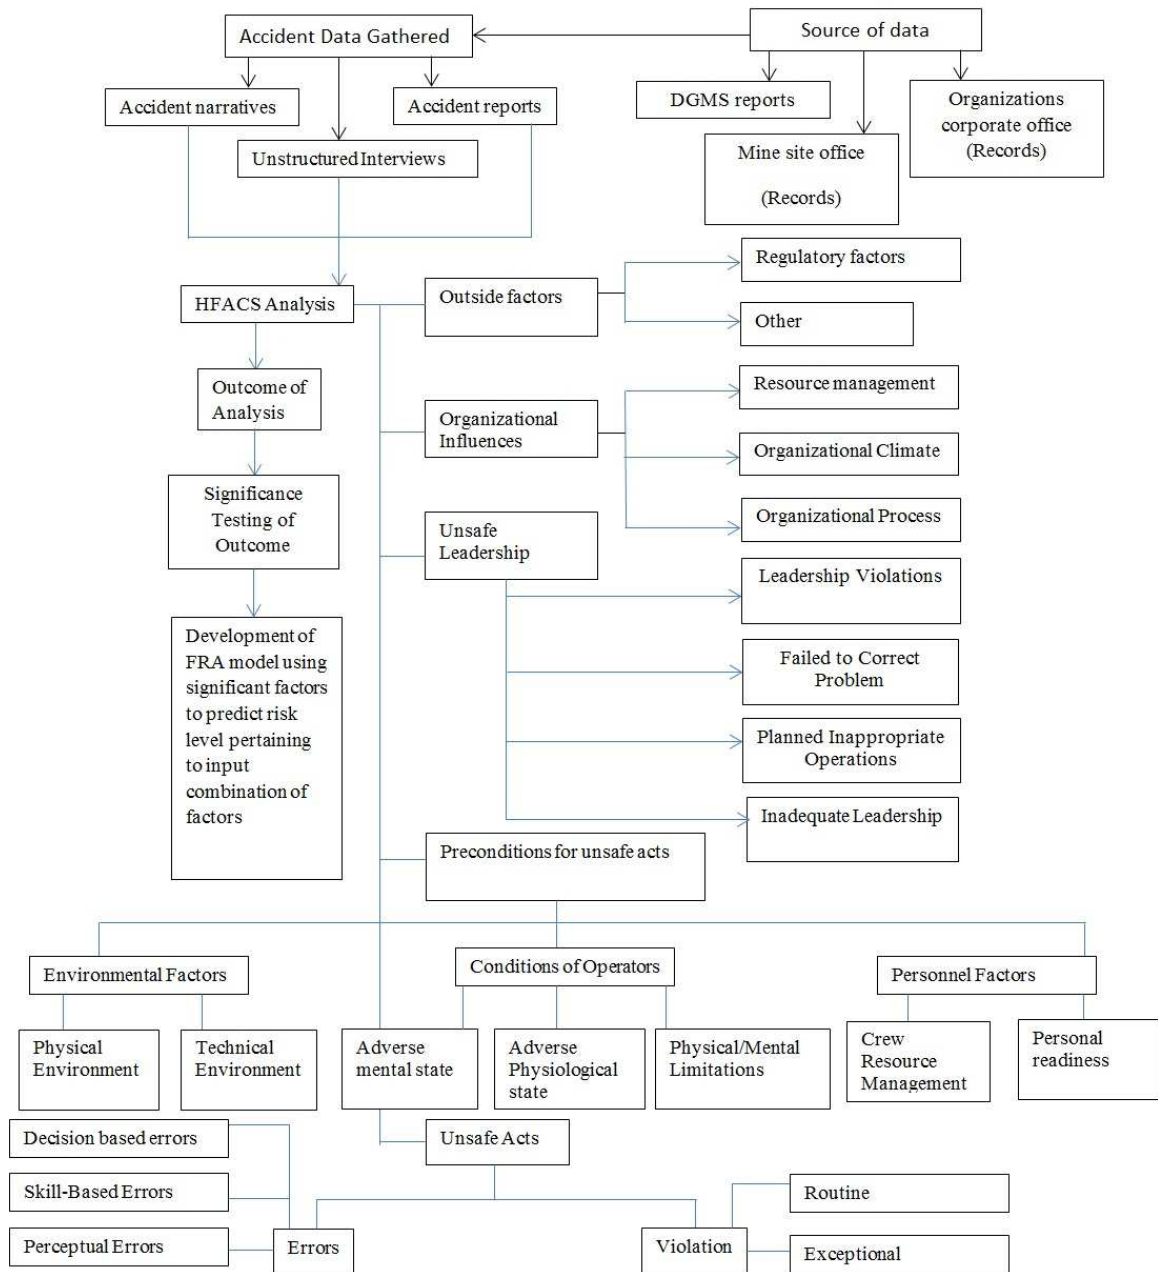 Accident Data Gathered
Source of data
Accident narratives
Accident reports
Unstructured Interviews
DGMS reports
Mine site office
(Records)
Organizations
corporate office
(Records)
HFACS Analysis
Outside factors
Regulatory factors
Other
Outcome of
Analysis
Organizational
Influences
Resource management
Organizational Climate
Organizational Process
Significance
Testing of
Outcome
Unsafe
Leadership
Leadership Violations
Failed to Correct
Problem
Planned Inappropriate
Operations
Inadequate Leadership
Development of
FRA model using
significant factors
to predict risk
level pertaining
to input
combination of
factors
Preconditions for unsafe acts
Environmental Factors
Conditions of Operators
Personnel Factors
Physical
Environment
Technical
Environment
Adverse
mental state
Adverse
Physiological
state
Physical/Mental
Limitations
Crew
Resource
Management
Personal
readiness
Decision based errors
Unsafe Acts
Skill-Based Errors
Routine
Perceptual Errors
Errors
Violation
Exceptional